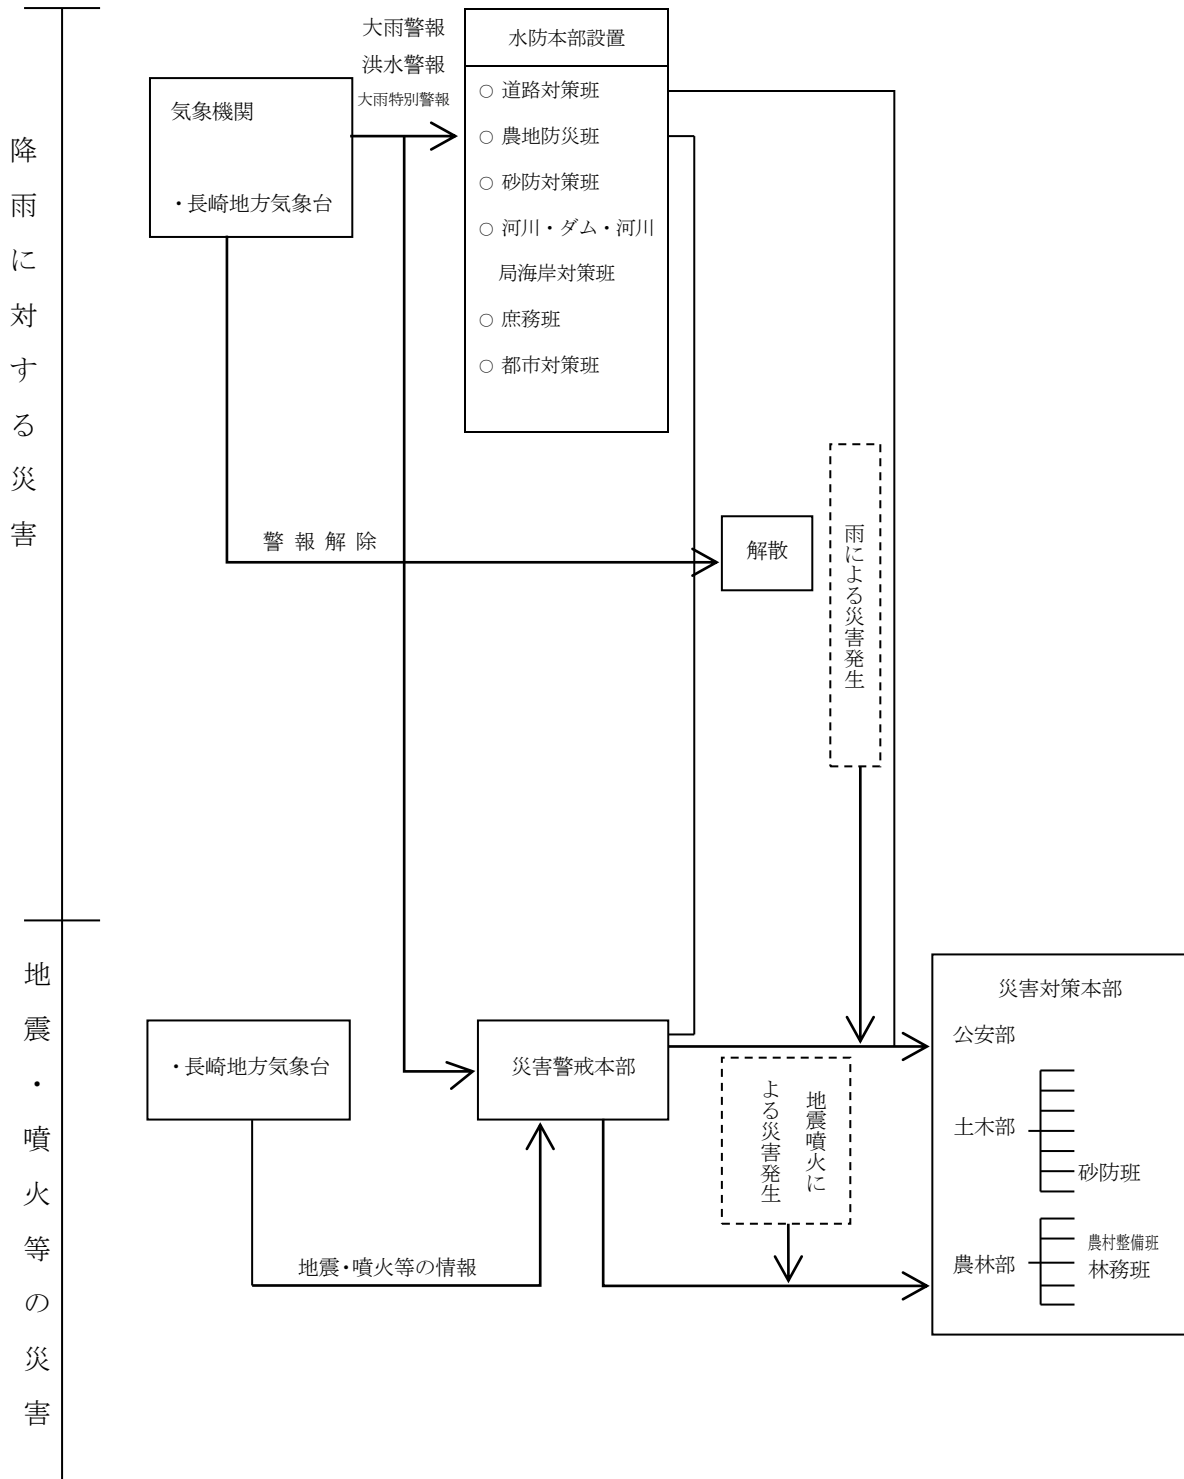 降雨に対する災害
大雨警報
洪水警報
大雨特別警報
気象機関
・長崎地方気象台
水防本部設置
○ 道路対策班
○ 農地防災班
○ 砂防対策班
○ 河川・ダム・河川
局海岸対策班
○ 庶務班
○ 都市対策班
警報解除
解散
雨による災害発生
地震・噴火等の災害
・長崎地方気象台
災害警戒本部
地震・噴火等の情報
地震噴火に
よる災害発生
災害対策本部
公安部
土木部
砂防班
農林部
農村整備班
林務班